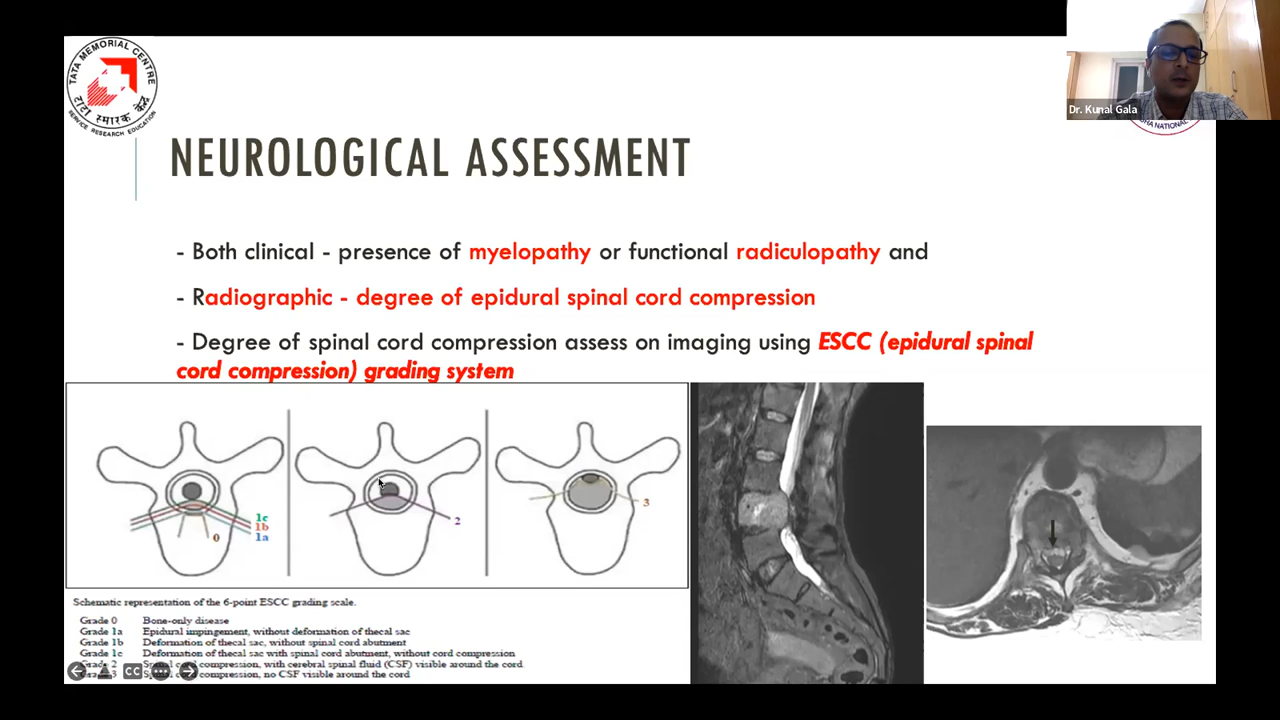 TATA MEMORIAL CENTRE
टाटा स्मारक केन्द्र
SERVICE RESEARCH EDUCATION
Dr. Kunal Gala
NATIONAL
NEUROLOGICAL ASSESSMENT
- Both clinical - presence of myelopathy or functional radiculopathy and
- Radiographic - degree of epidural spinal cord compression
- Degree of spinal cord compression assess on imaging using ESCC (epidural spinal
cord compression) grading system
1c
1b
1a
0
2
3
Schematic representation of the 6-point ESCC grading scale.
Grade 0 Bone-only disease
Grade 1a Epidural impingement, without deformation of thecal sac
Grade 1b Deformation of thecal sac, without spinal cord abutment
Grade 1c Deformation of thecal sac with spinal cord abutment, without cord compression
Grade 2 Spinal cord compression, with cerebral spinal fluid (CSF) visible around the cord.
Grade 3 Spinal cord compression, no CSF visible around the cord
CC